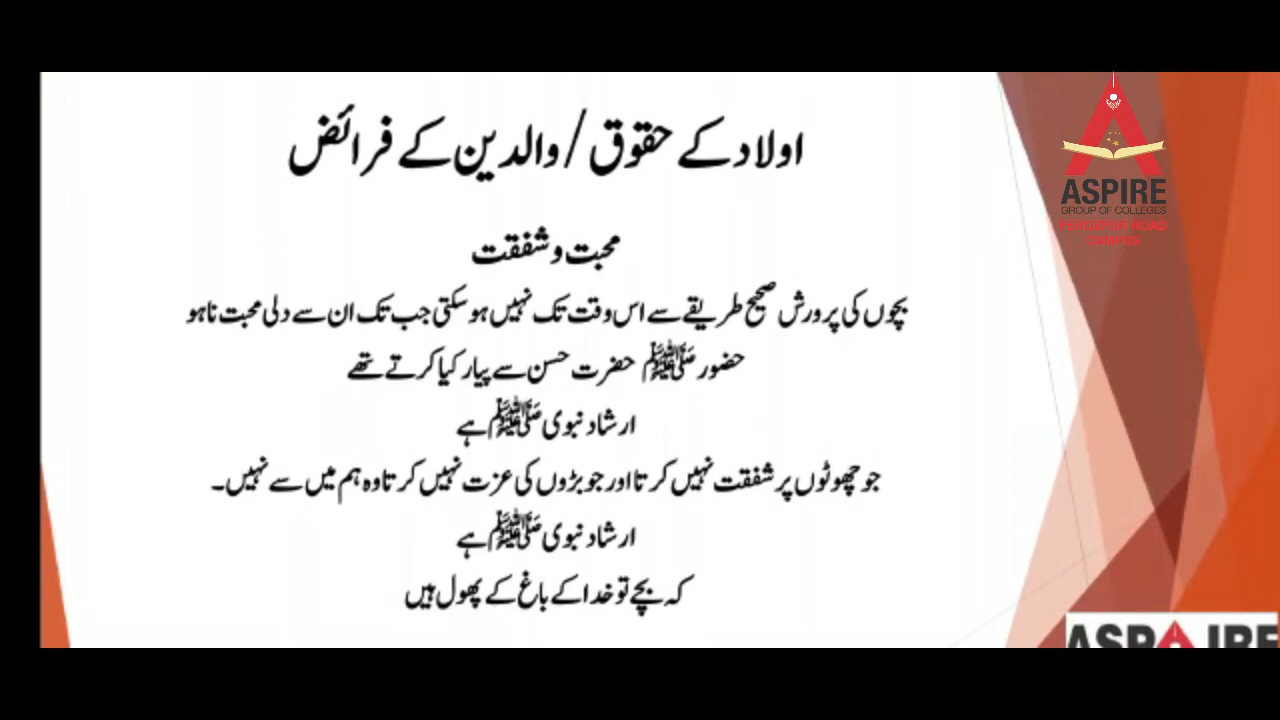 اولاد کے حقوق / والدین کے فرائض
محبت و شفقت
بچوں کی پرورش صحیح طریقے سے اس وقت تک نہیں ہو سکتی جب تک ان سے دلی محبت نا ہو
حضور ﷺ حضرت حسن سے پیار کیا کرتے تھے
ارشاد نبوی ﷺ ہے
جو چھوٹوں پر شفقت نہیں کرتا اور جو بڑوں کی عزت نہیں کرتا وہ ہم میں سے نہیں۔
ارشاد نبوی ﷺ ہے
کہ بچے تو خدا کے باغ کے پھول ہیں
ASPIRE
GROUP OF COLLEGES
FEROZPUR ROAD
CAMPUS
ASPAIRE